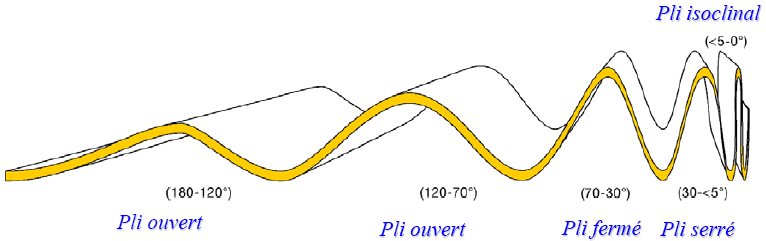 Pli isoclinal
(<5-0°)
(180-120°)
(120-70°)
(70-30°)
(30-<5°)
Pli ouvert
Pli ouvert
Pli fermé
Pli serré